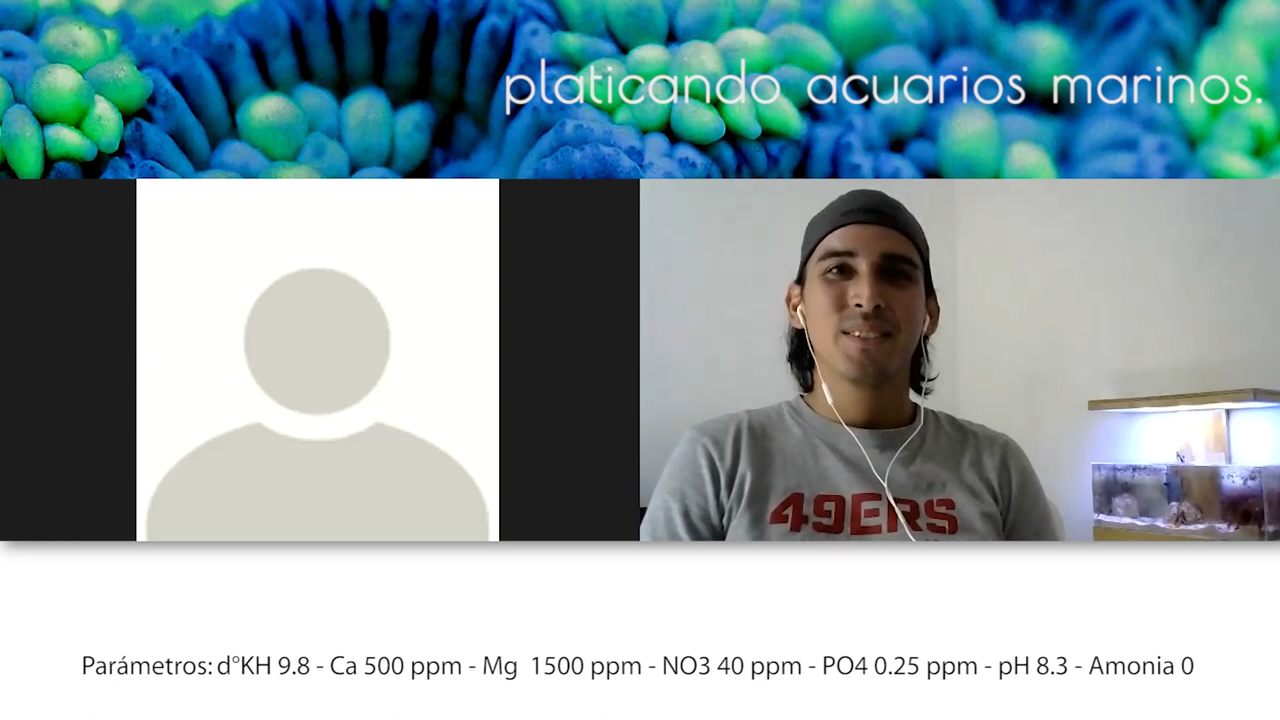 platicando acuarios marinos.
49ERS
Parámetros: d°KH 9.8 - Ca 500 ppm - Mg 1500 ppm - NO3 40 ppm - PO4 0.25 ppm - pH 8.3 - Amonia 0